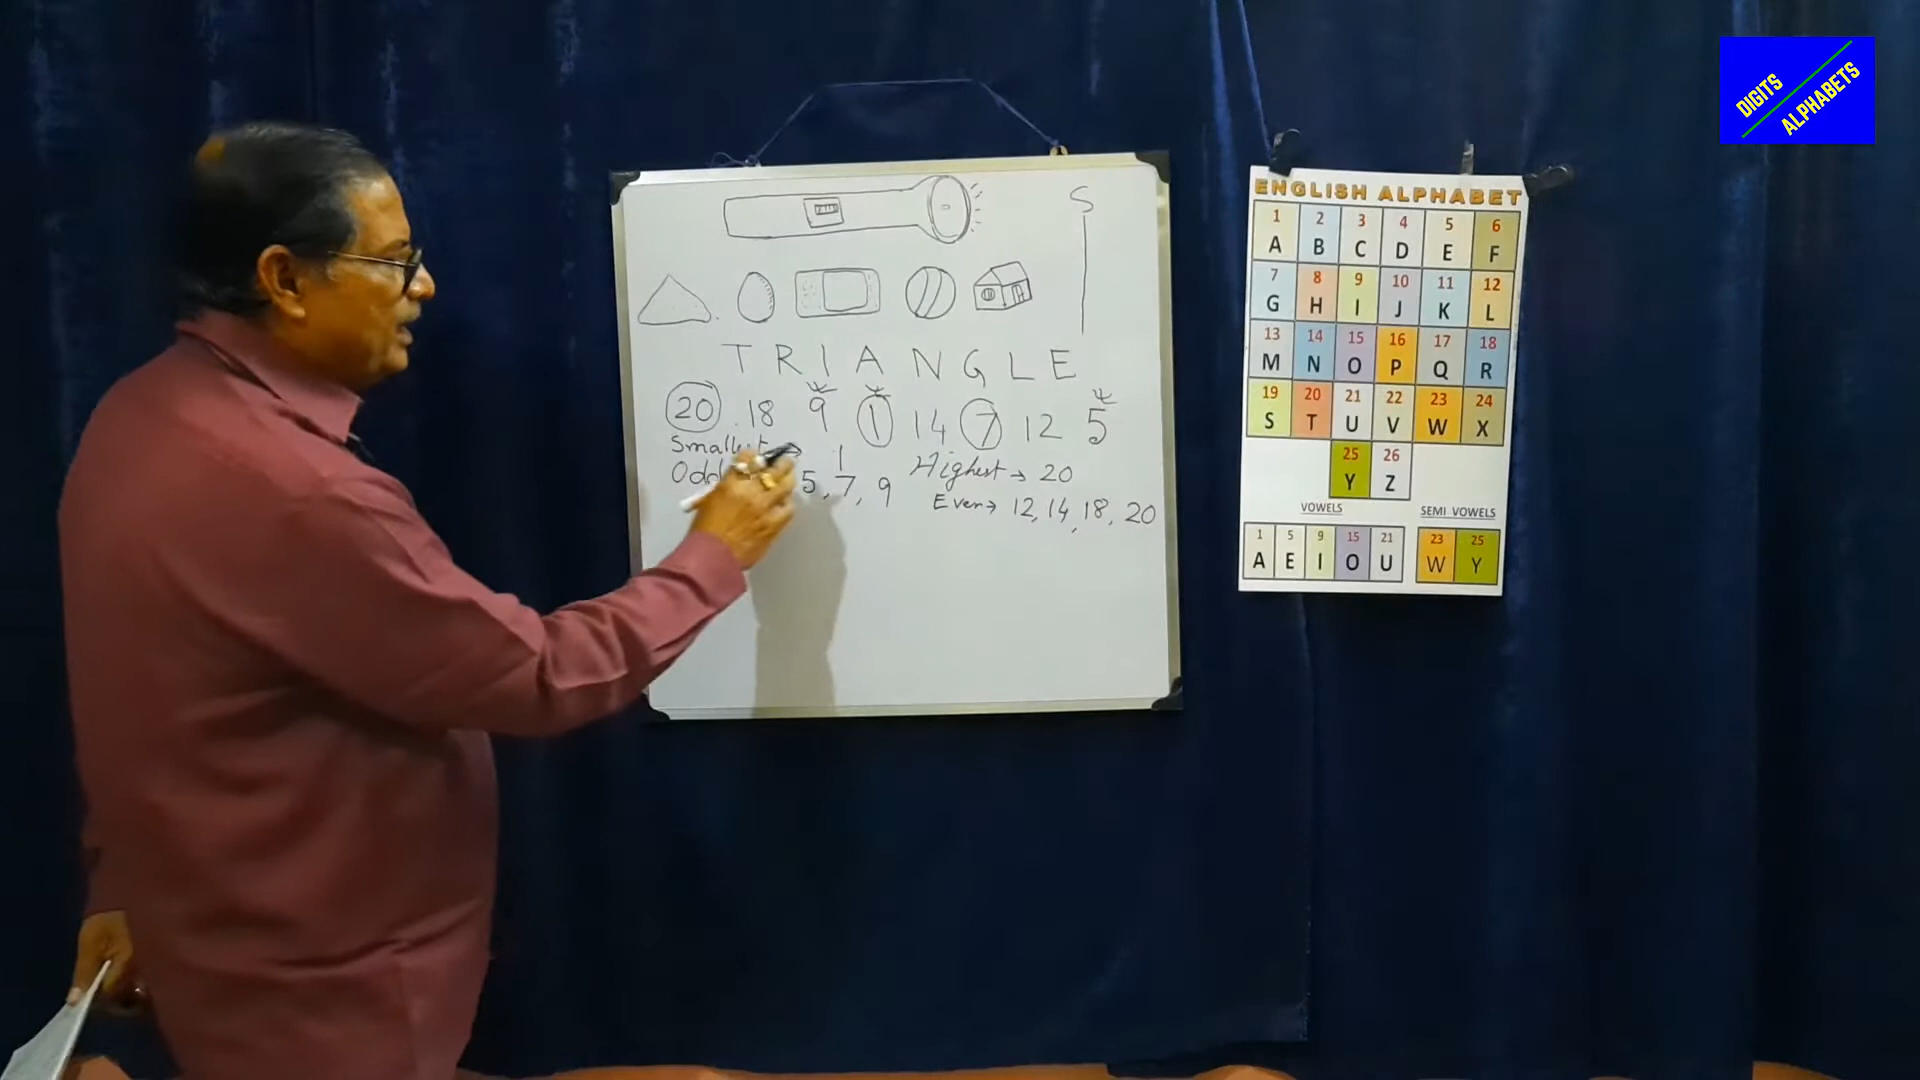 DIGITS
ALPHABETS
S
TRIANGLE
20 18 9 1 14 7 12 5
Smallest → 1
Highest → 20
5, 7, 9
Even → 12, 14, 18, 20
ENGLISH ALPHABET
1 2 3 4 5 6
A B C D E F
7 8 9 10 11 12
G H I J K L
13 14 15 16 17 18
M N O P Q R
19 20 21 22 23 24
S T U V W X
25 26
Y Z
VOWELS
1 5 9 15 21
A E I O U
SEMI VOWELS
23 25
W Y